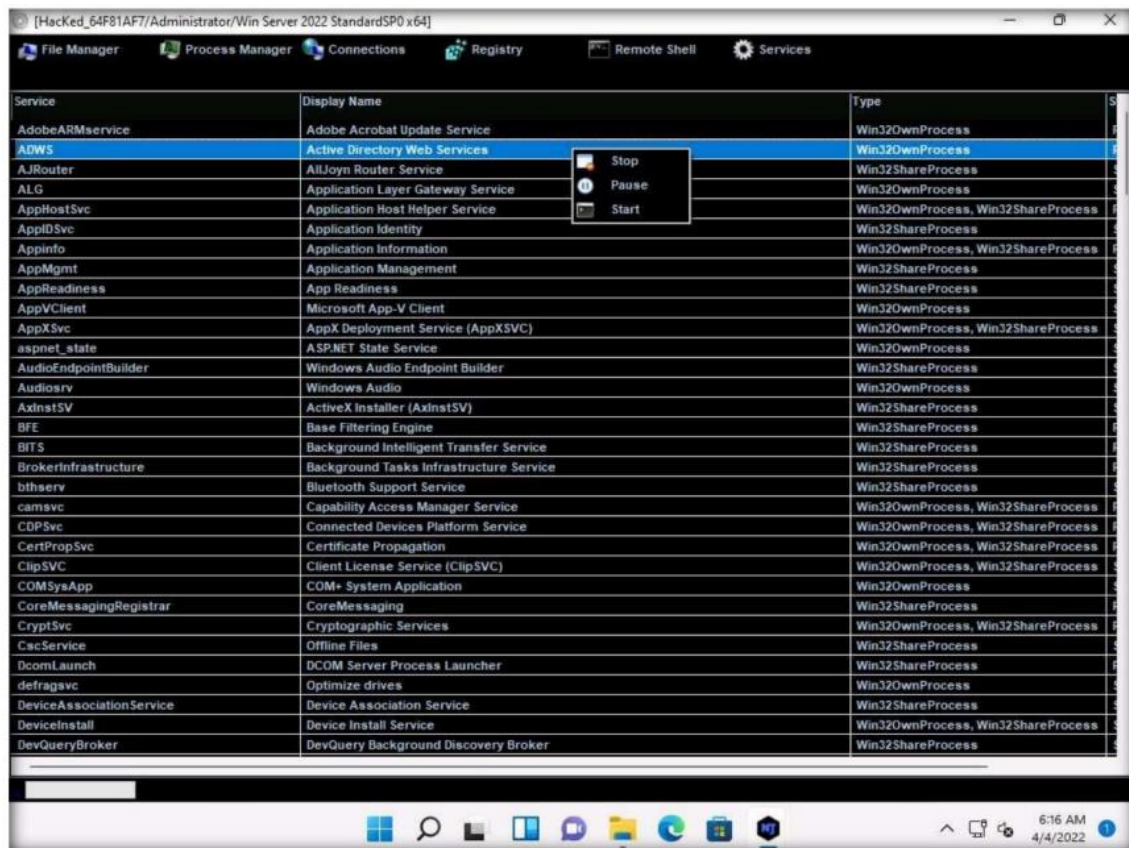 [HacKed_64F81AF7/Administrator/Win Server 2022 StandardSP0 x64]
File Manager Process Manager Connections Registry Remote Shell Services
Service Display Name Type S
AdobeARMservice Adobe Acrobat Update Service Win32OwnProcess
ADWS Active Directory Web Services Win32OwnProcess
Stop
Pause
Start
AJRouter AllJoyn Router Service Win32ShareProcess
ALG Application Layer Gateway Service Win32OwnProcess
AppHostSvc Application Host Helper Service Win32OwnProcess, Win32ShareProcess
AppIDSvc Application Identity Win32ShareProcess
Appinfo Application Information Win32OwnProcess, Win32ShareProcess
AppMgmt Application Management Win32ShareProcess
AppReadiness App Readiness Win32ShareProcess
AppVClient Microsoft App-V Client Win32OwnProcess
AppXSvc AppX Deployment Service (AppXSVC) Win32OwnProcess, Win32ShareProcess
aspnet_state ASP.NET State Service Win32OwnProcess
AudioEndpointBuilder Windows Audio Endpoint Builder Win32ShareProcess
Audiosrv Windows Audio Win32OwnProcess
AxInstSV ActiveX Installer (AxInstSV) Win32ShareProcess
BFE Base Filtering Engine Win32ShareProcess
BITS Background Intelligent Transfer Service Win32ShareProcess
BrokerInfrastructure Background Tasks Infrastructure Service Win32ShareProcess
bthserv Bluetooth Support Service Win32ShareProcess
camsvc Capability Access Manager Service Win32OwnProcess, Win32ShareProcess
CDPSvc Connected Devices Platform Service Win32OwnProcess, Win32ShareProcess
CertPropSvc Certificate Propagation Win32OwnProcess, Win32ShareProcess
ClipSVC Client License Service (ClipSVC) Win32OwnProcess, Win32ShareProcess
COMSysApp COM+ System Application Win32OwnProcess
CoreMessagingRegistrar CoreMessaging Win32ShareProcess
CryptSvc Cryptographic Services Win32OwnProcess, Win32ShareProcess
CscService Offline Files Win32ShareProcess
DcomLaunch DCOM Server Process Launcher Win32ShareProcess
defragsvc Optimize drives Win32OwnProcess
DeviceAssociationService Device Association Service Win32ShareProcess
DeviceInstall Device Install Service Win32OwnProcess, Win32ShareProcess
DevQueryBroker DevQuery Background Discovery Broker Win32ShareProcess
NJ
6:16 AM
4/4/2022
1